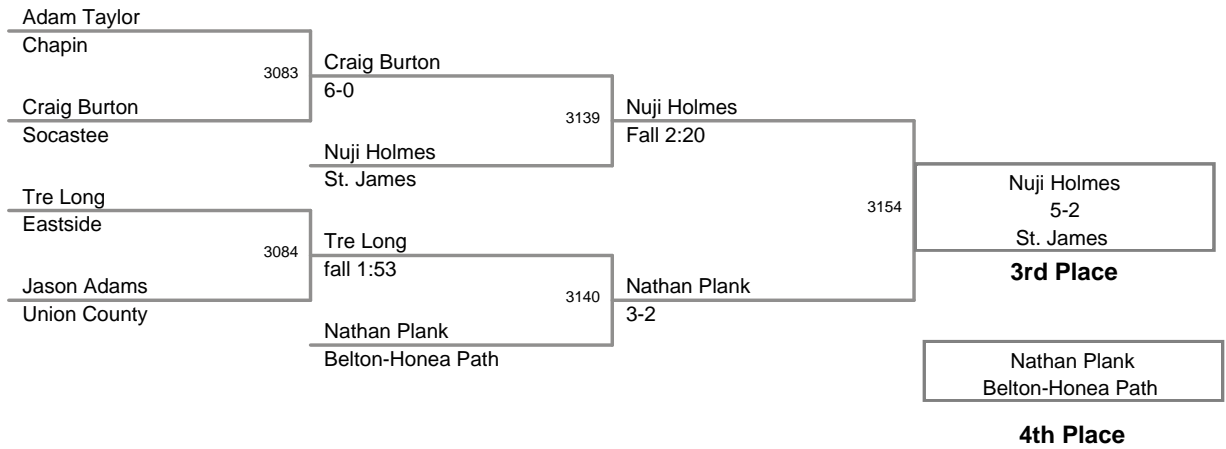 Adam Taylor
Chapin
3083
Craig Burton
Socastee
Craig Burton
6-0
3139
Nuji Holmes
St. James
Nuji Holmes
Fall 2:20
Tre Long
Eastside
3084
Jason Adams
Union County
Tre Long
fall 1:53
3140
Nathan Plank
Belton-Honea Path
Nathan Plank
3-2
3154
Nuji Holmes
5-2
St. James
3rd Place
Nathan Plank
Belton-Honea Path
4th Place